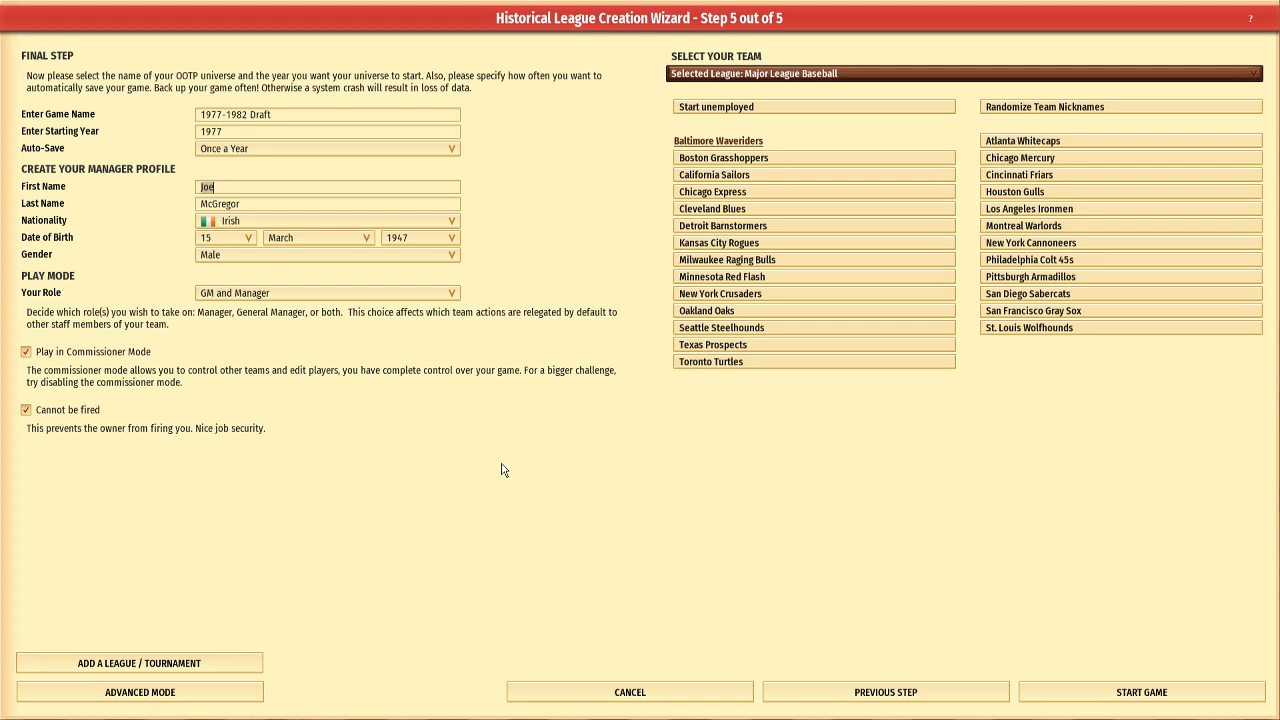 Historical League Creation Wizard - Step 5 out of 5
?
FINAL STEP
Now please select the name of your OOTP universe and the year you want your universe to start. Also, please specify how often you want to
automatically save your game. Back up your game often! Otherwise a system crash will result in loss of data.
Enter Game Name
1977-1982 Draft
Enter Starting Year
1977
Auto-Save
Once a Year
CREATE YOUR MANAGER PROFILE
First Name
Joe
Last Name
McGregor
Nationality
Irish
Date of Birth
15
March
1947
Gender
Male
PLAY MODE
Your Role
GM and Manager
Decide which role(s) you wish to take on: Manager, General Manager, or both. This choice affects which team actions are relegated by default to
other staff members of your team.
Play in Commissioner Mode
The commissioner mode allows you to control other teams and edit players, you have complete control over your game. For a bigger challenge,
try disabling the commissioner mode.
Cannot be fired
This prevents the owner from firing you. Nice job security.
SELECT YOUR TEAM
Selected League: Major League Baseball
Start unemployed
Randomize Team Nicknames
Baltimore Waveriders
Boston Grasshoppers
California Sailors
Chicago Express
Cleveland Blues
Detroit Barnstormers
Kansas City Rogues
Milwaukee Raging Bulls
Minnesota Red Flash
New York Crusaders
Oakland Oaks
Seattle Steelhounds
Texas Prospects
Toronto Turtles
Atlanta Whitecaps
Chicago Mercury
Cincinnati Friars
Houston Gulls
Los Angeles Ironmen
Montreal Warlords
New York Cannoneers
Philadelphia Colt 45s
Pittsburgh Armadillos
San Diego Sabercats
San Francisco Gray Sox
St. Louis Wolfhounds
ADD A LEAGUE / TOURNAMENT
ADVANCED MODE
CANCEL
PREVIOUS STEP
START GAME